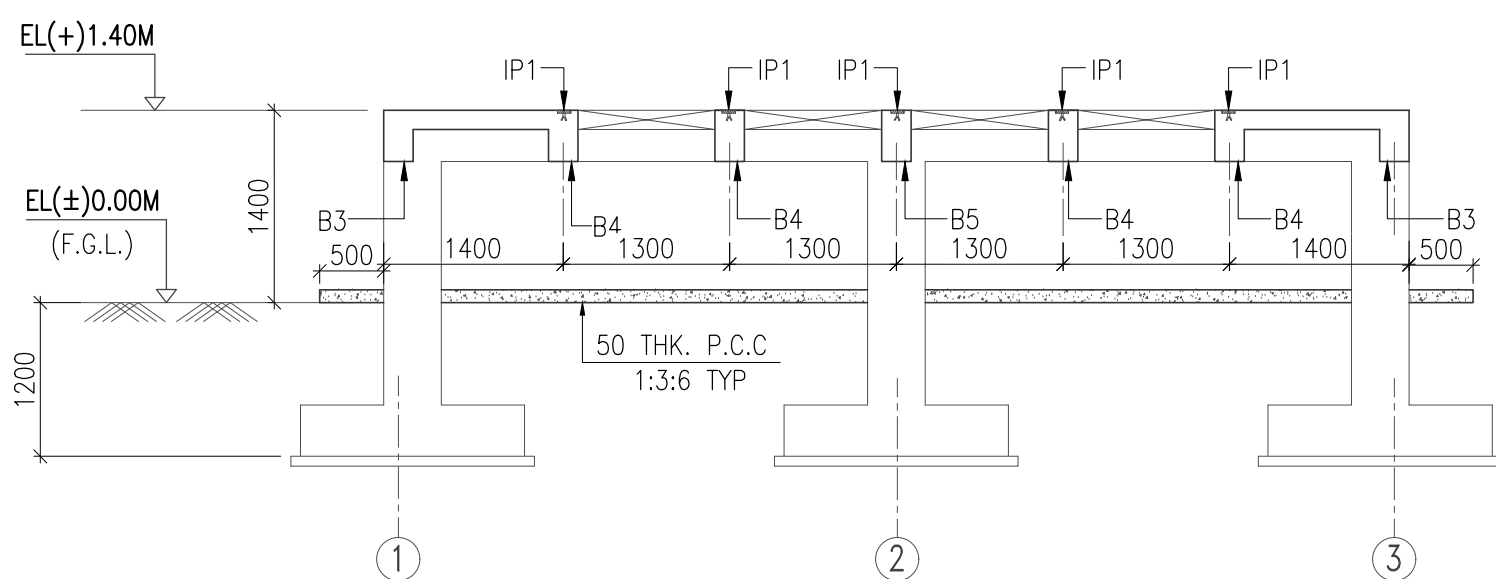 EL(+)1.40M
IP1
IP1
IP1
IP1
IP1
1400
EL(±)0.00M
(F.G.L.)
B3
B4
B4
B5
B4
B4
B3
500
1400
1300
1300
1300
1300
1400
500
50 THK. P.C.C
1:3:6 TYP
1200
1
2
3